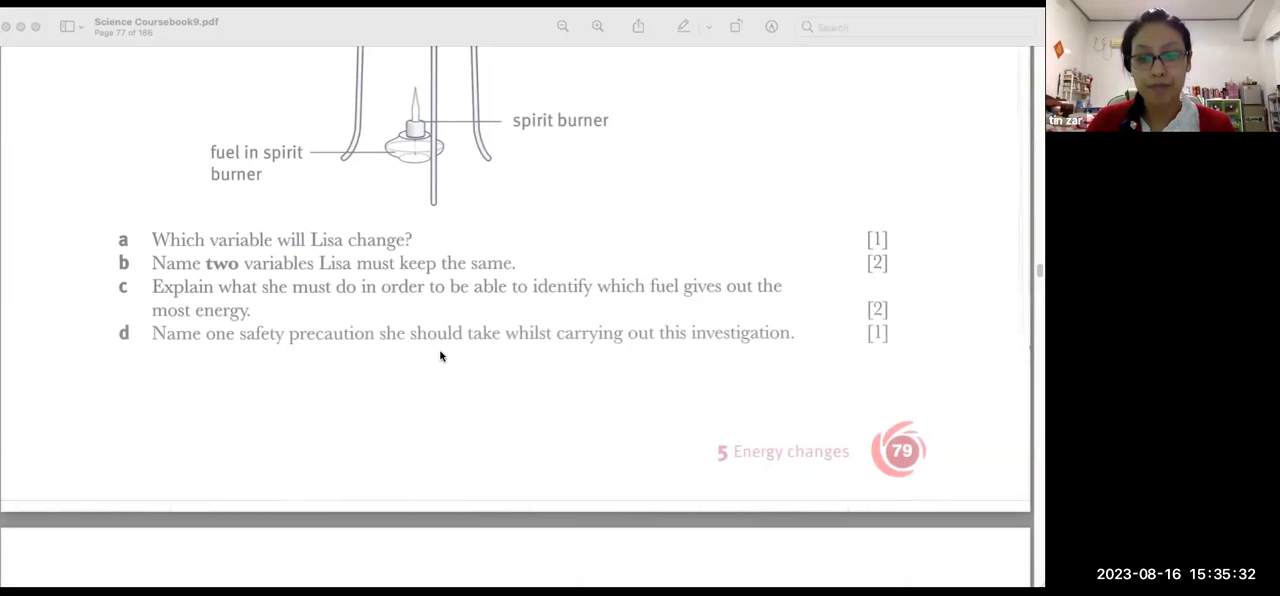 Science Coursebook9.pdf
Page 77 of 186
Search
tin zar
spirit burner
fuel in spirit
burner
a Which variable will Lisa change? [1]
b Name two variables Lisa must keep the same. [2]
c Explain what she must do in order to be able to identify which fuel gives out the
most energy. [2]
d Name one safety precaution she should take whilst carrying out this investigation. [1]
5 Energy changes 79
2023-08-16 15:35:32